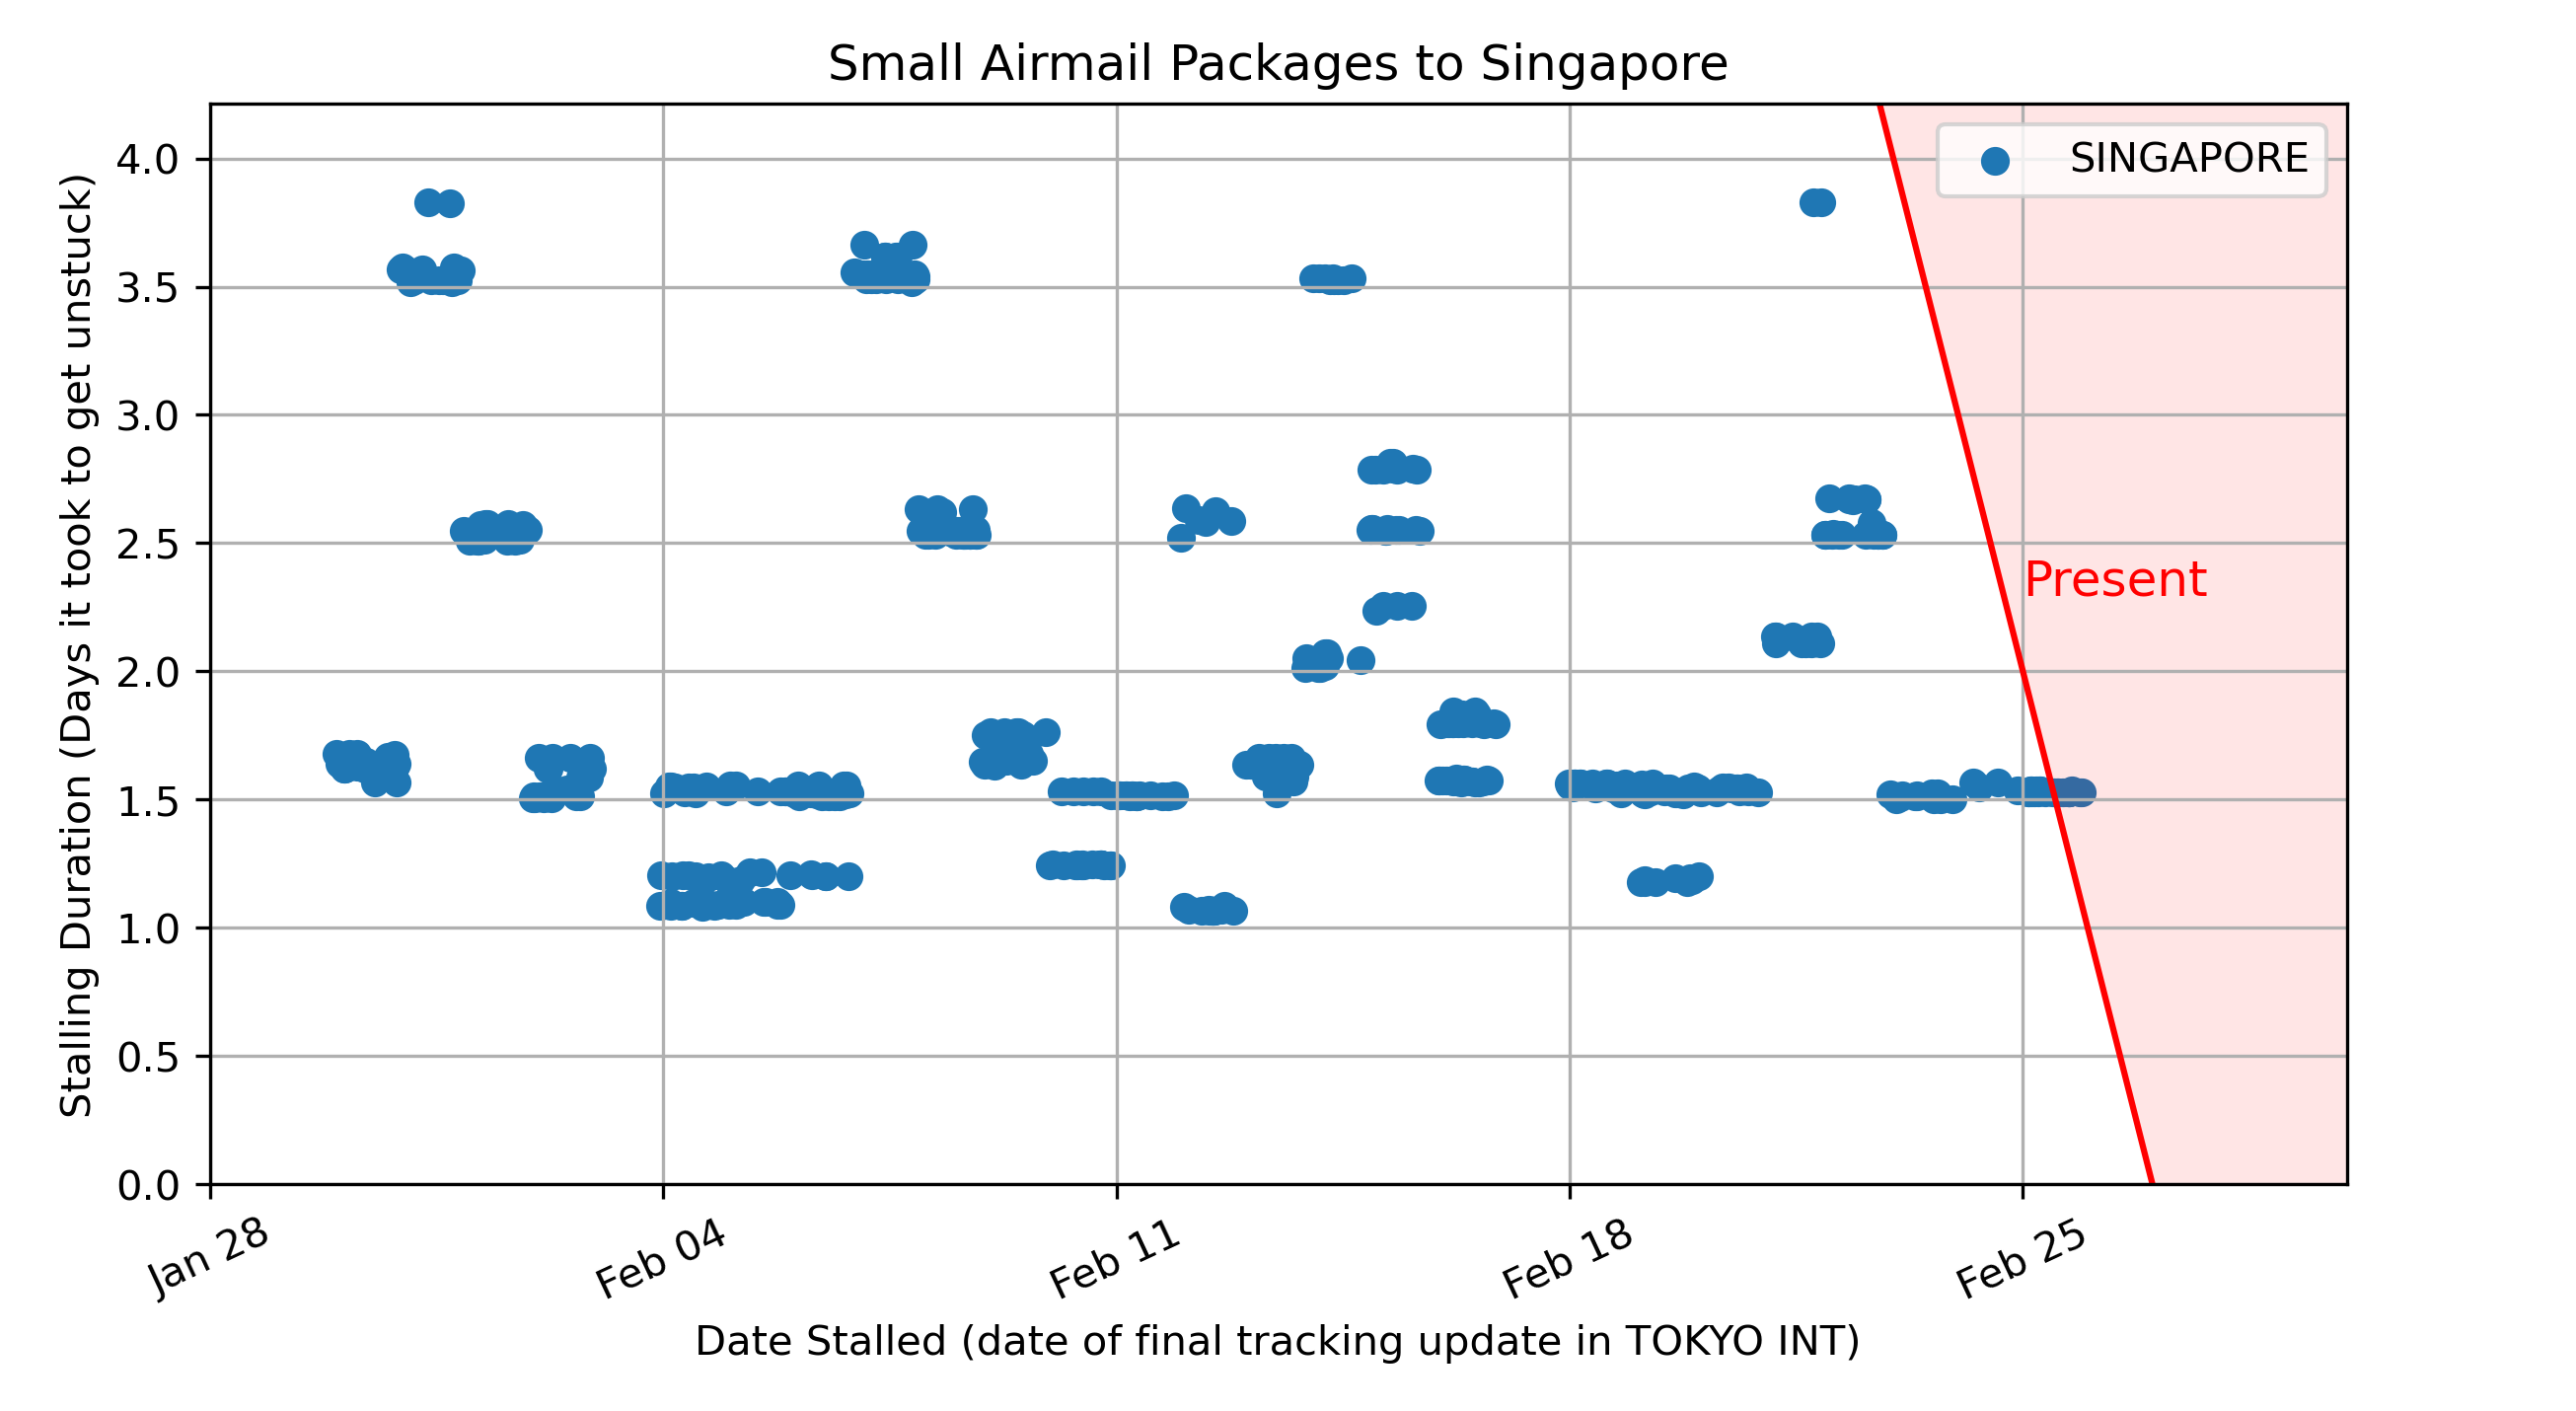 Small Airmail Packages to Singapore
Stalling Duration (Days it took to get unstuck)
4.0
3.5
3.0
2.5
2.0
1.5
1.0
0.5
0.0
SINGAPORE
Present
Jan 28
Feb 04
Feb 11
Feb 18
Feb 25
Date Stalled (date of final tracking update in TOKYO INT)